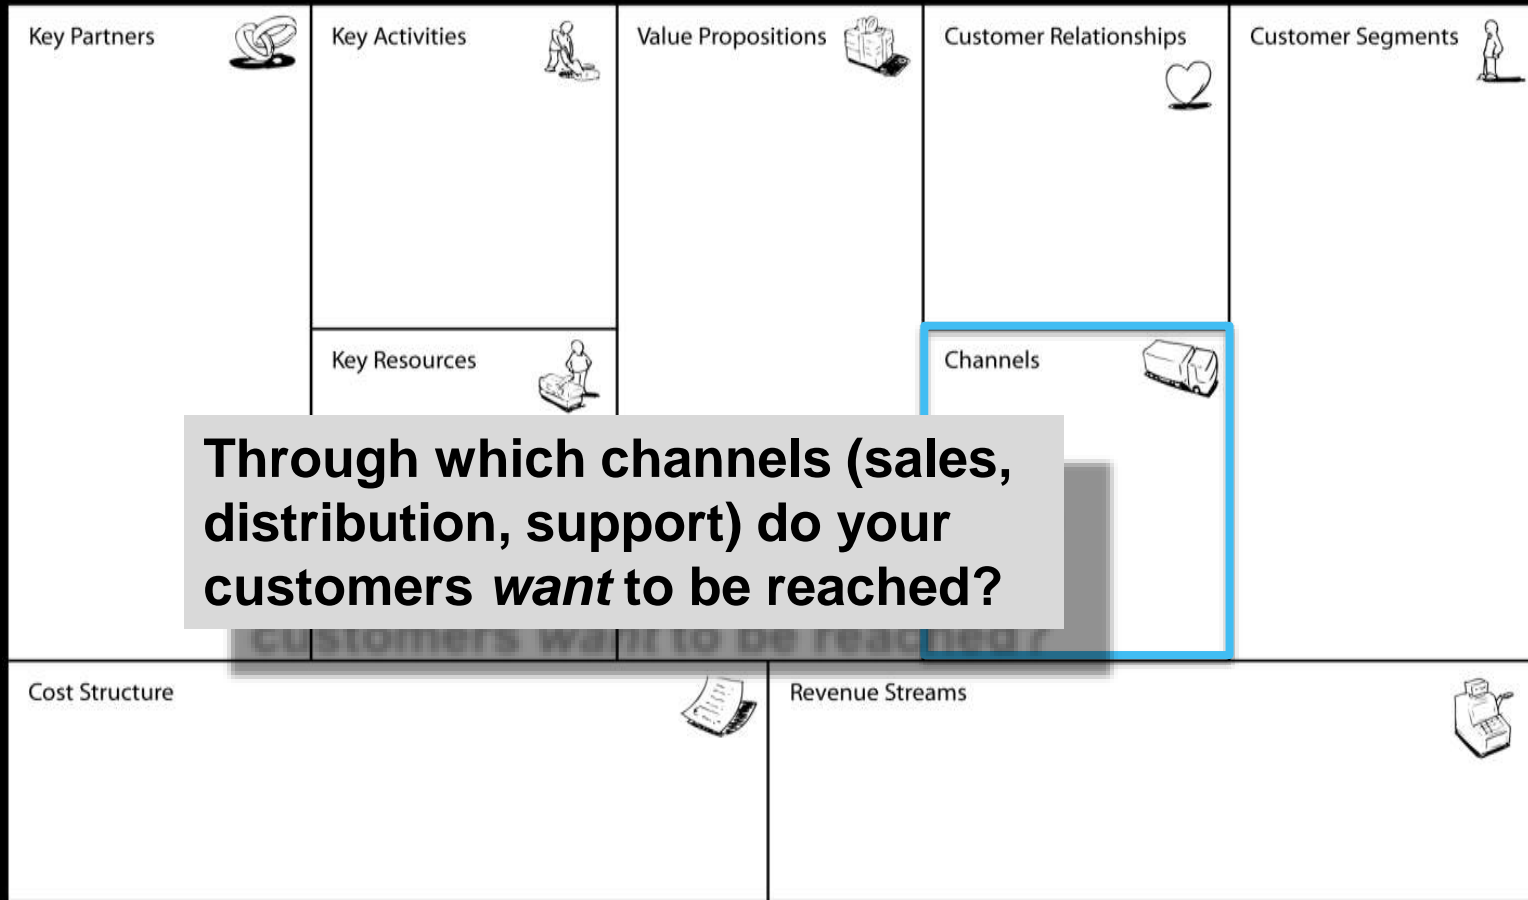 Key Partners
Key Activities
Value Propositions
Customer Relationships
Customer Segments
Key Resources
Channels
Through which channels (sales,
distribution, support) do your
customers want to be reached?
Cost Structure
Revenue Streams